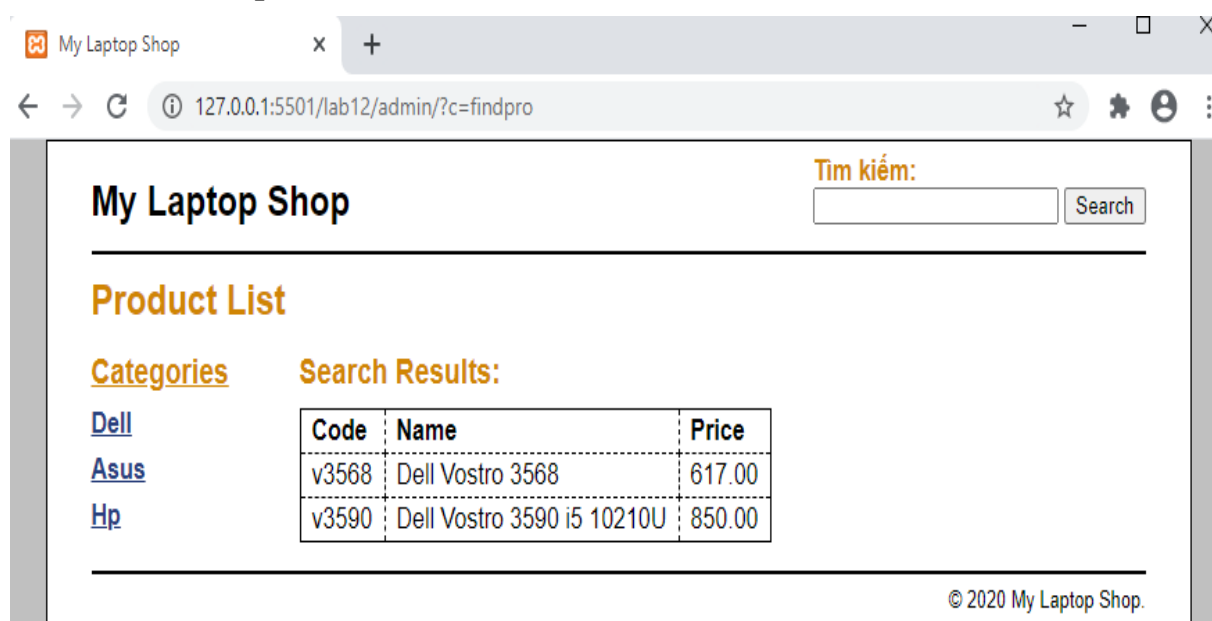 My Laptop Shop
127.0.0.1:5501/lab12/admin/?c=findpro
My Laptop Shop
Tìm kiếm:
Search
Product List
Categories
Dell
Asus
Hp
Search Results:
Code Name Price
v3568 Dell Vostro 3568 617.00
v3590 Dell Vostro 3590 i5 10210U 850.00
© 2020 My Laptop Shop.